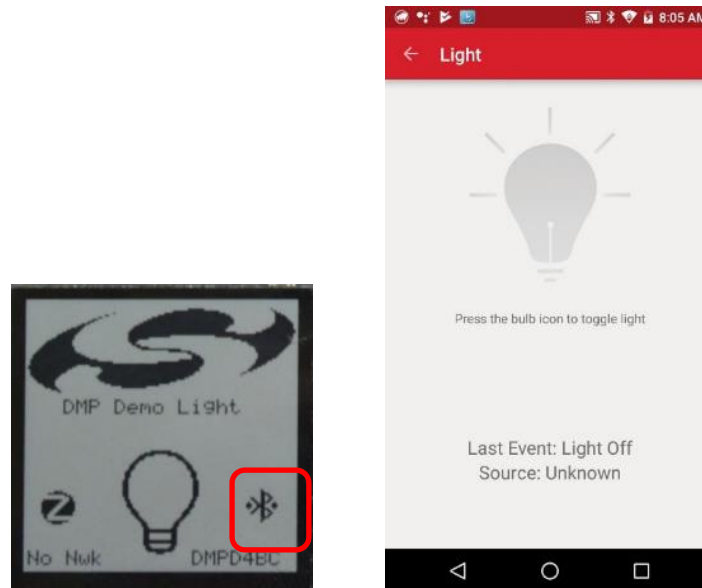 DMP Demo Light
No Nwk
DMPD4BC
8:05 AM
Light
Press the bulb icon to toggle light
Last Event: Light Off
Source: Unknown